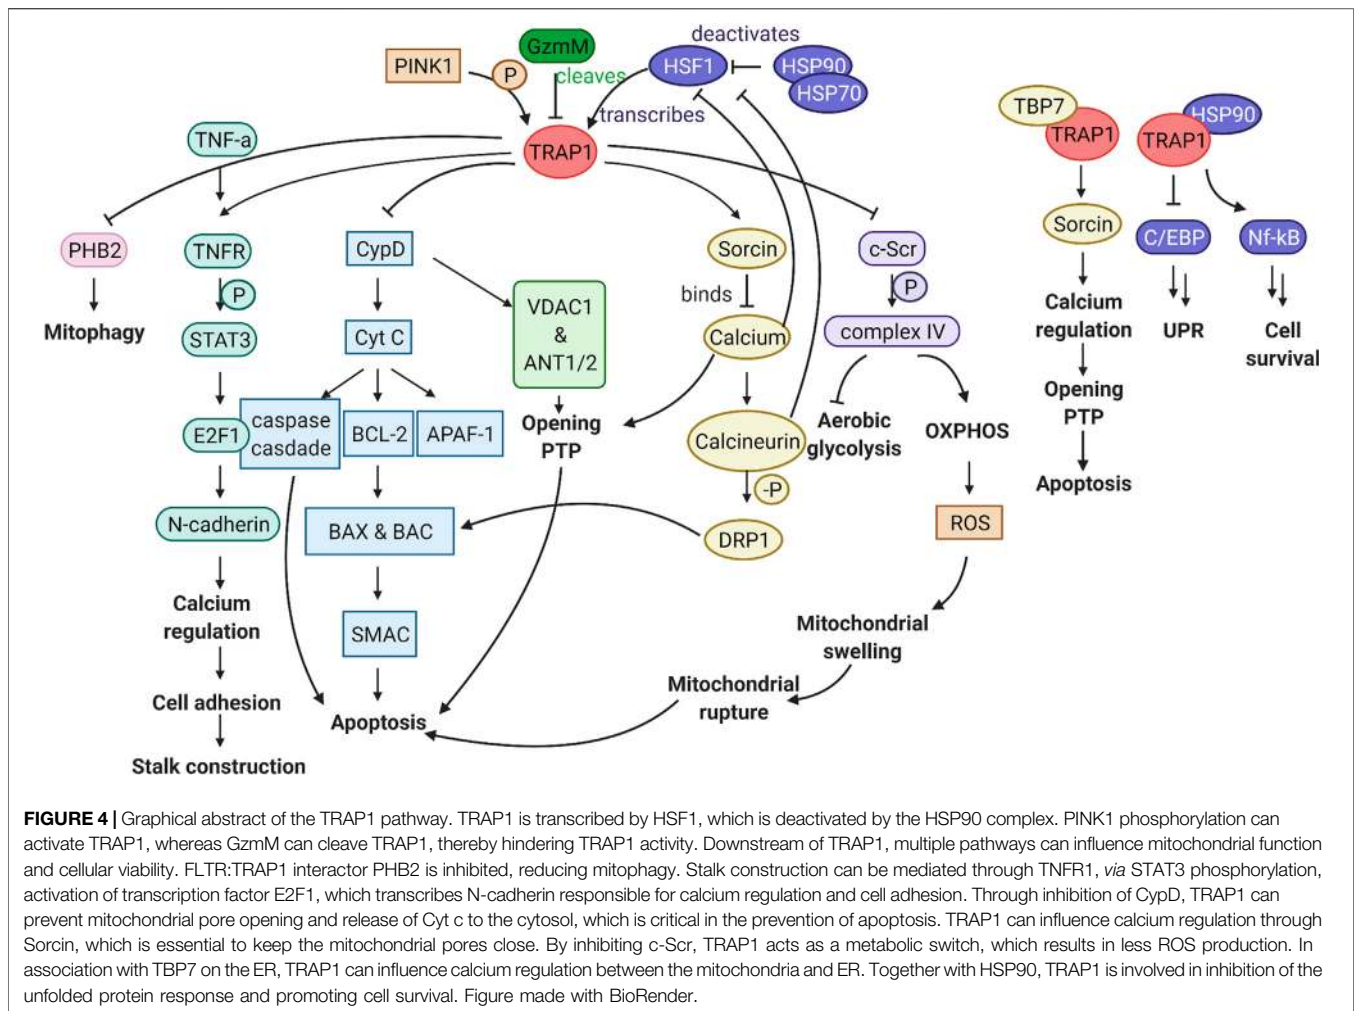 deactivates
GzmM
PINK1
P
cleaves
HSF1
HSP90
HSP70
transcribes
TNF-a
TRAP1
TBP7
TRAP1
TRAP1
HSP90
PHB2
TNFR
CypD
Sorcin
c-Scr
Sorcin
C/EBP
Nf-kB
P
P
binds
Mitophagy
STAT3
Cyt C
VDAC1
&
ANT1/2
Calcium
complex IV
Calcium
regulation
UPR
Cell
survival
E2F1
caspase
casdade
BCL-2
APAF-1
Opening
PTP
Calcineurin
Aerobic
glycolysis
OXPHOS
Opening
PTP
-P
Apoptosis
N-cadherin
BAX & BAC
DRP1
ROS
Calcium
regulation
SMAC
Mitochondrial
swelling
Cell adhesion
Apoptosis
Mitochondrial
rupture
Stalk construction
FIGURE 4 | Graphical abstract of the TRAP1 pathway. TRAP1 is transcribed by HSF1, which is deactivated by the HSP90 complex. PINK1 phosphorylation can
activate TRAP1, whereas GzmM can cleave TRAP1, thereby hindering TRAP1 activity. Downstream of TRAP1, multiple pathways can influence mitochondrial function
and cellular viability. FLTR:TRAP1 interactor PHB2 is inhibited, reducing mitophagy. Stalk construction can be mediated through TNFR1, via STAT3 phosphorylation,
activation of transcription factor E2F1, which transcribes N-cadherin responsible for calcium regulation and cell adhesion. Through inhibition of CypD, TRAP1 can
prevent mitochondrial pore opening and release of Cyt c to the cytosol, which is critical in the prevention of apoptosis. TRAP1 can influence calcium regulation through
Sorcin, which is essential to keep the mitochondrial pores close. By inhibiting c-Scr, TRAP1 acts as a metabolic switch, which results in less ROS production. In
association with TBP7 on the ER, TRAP1 can influence calcium regulation between the mitochondria and ER. Together with HSP90, TRAP1 is involved in inhibition of the
unfolded protein response and promoting cell survival. Figure made with BioRender.